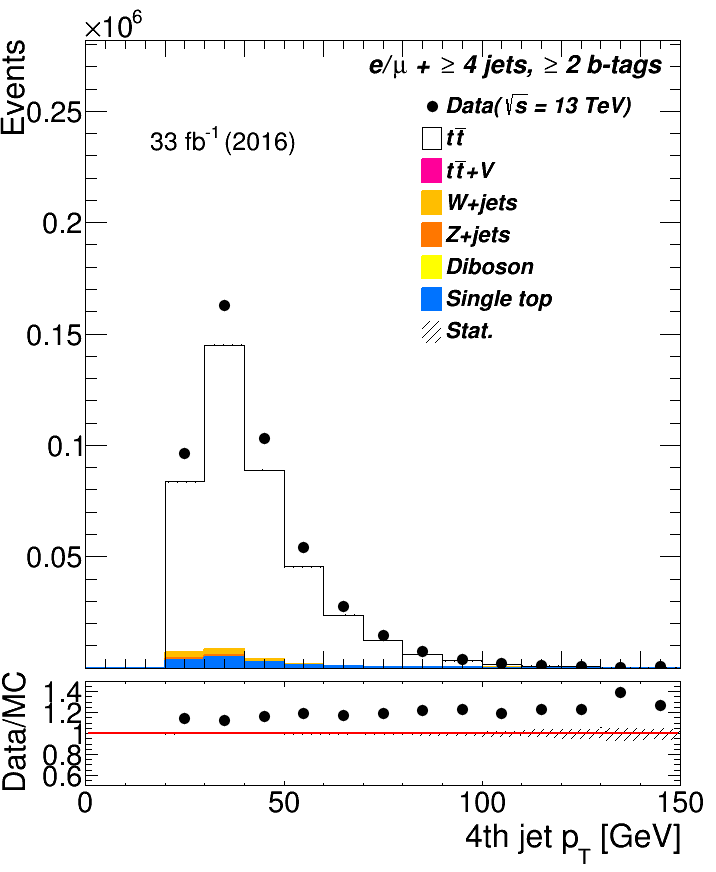 ×10⁶
Events
e/μ + ≥ 4 jets, ≥ 2 b-tags
Data(√s = 13 TeV)
33 fb⁻¹ (2016)
tt̅
tt̅+V
W+jets
Z+jets
Diboson
Single top
Stat.
0.25
0.2
0.15
0.1
0.05
Data/MC
1.4
1.2
1
0.8
0.6
0 50 100 150
4th jet p_T [GeV]